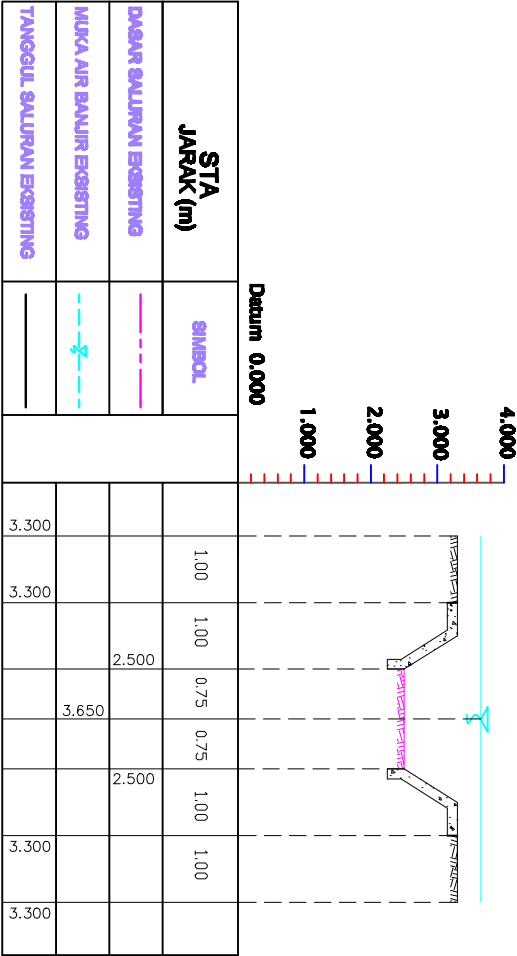 4.000
3.000
2.000
1.000
Datum 0.000
STA
JARAK (m)
SIMBOL
1.00
1.00
0.75
0.75
1.00
1.00
DASAR SALURAN EKSISTING
2.500
2.500
MUKA AIR BANJIR EKSISTING
3.650
TANGGUL SALURAN EKSISTING
3.300
3.300
3.300
3.300